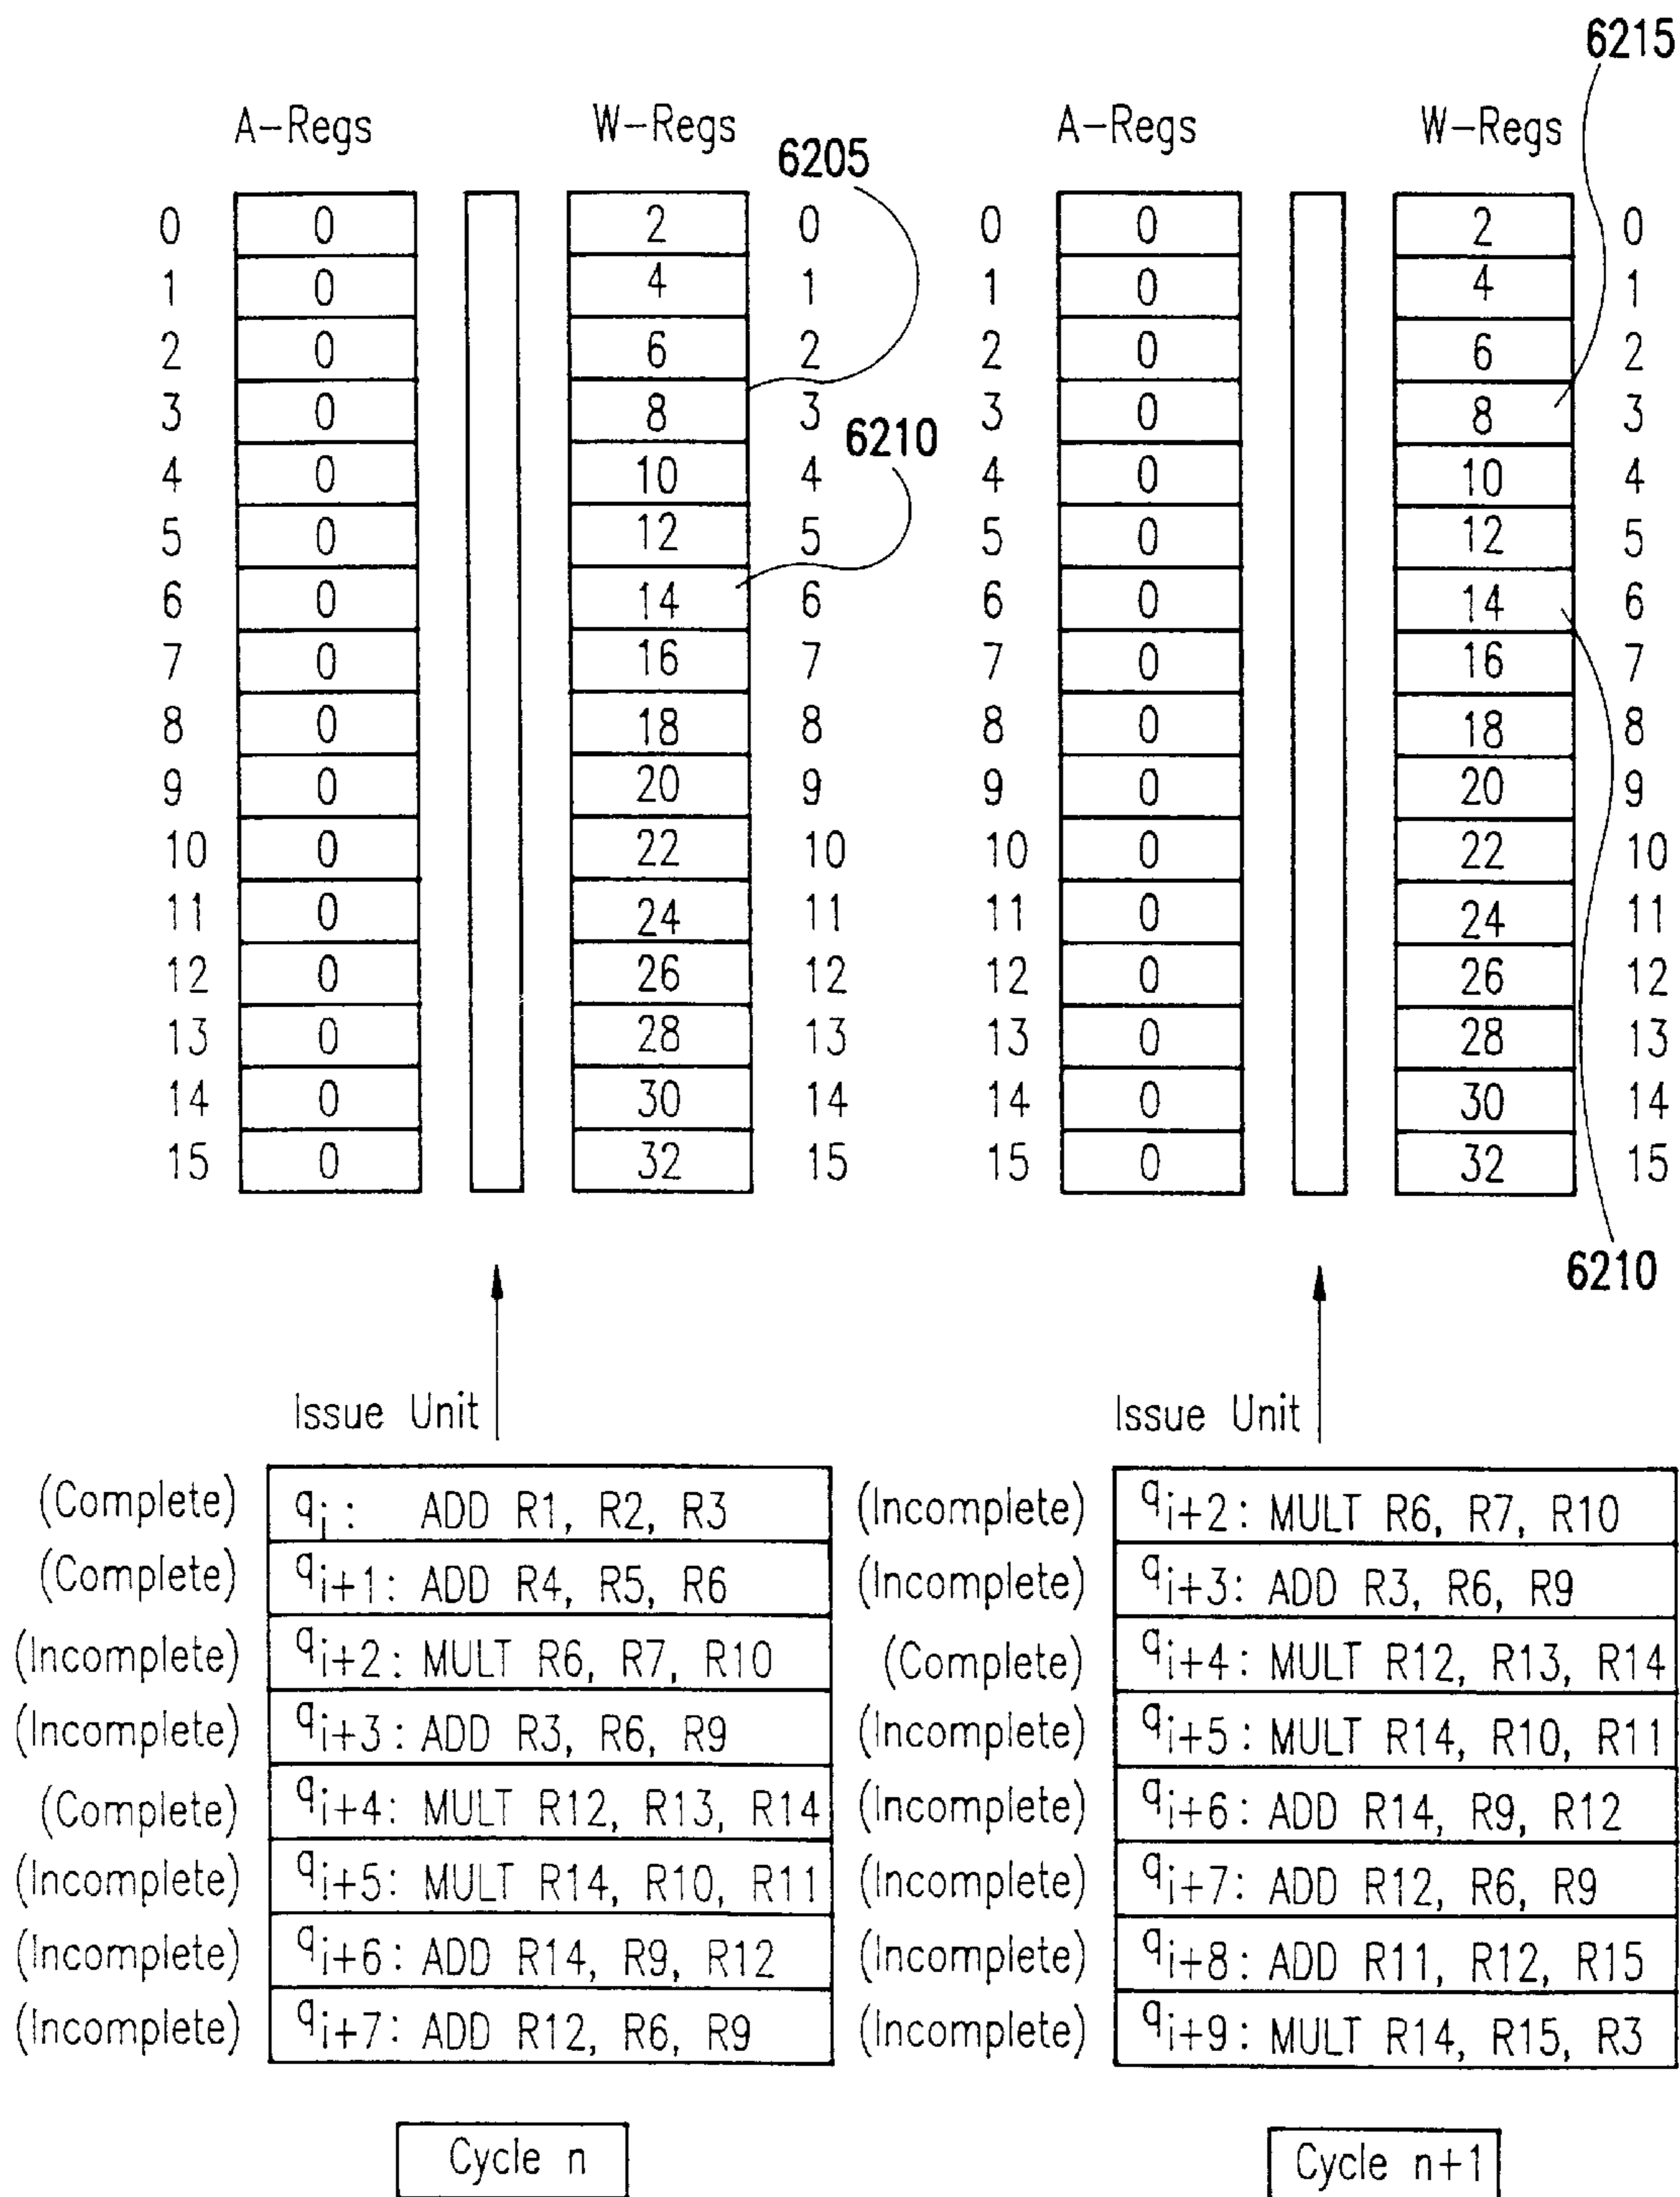 6215
A-Regs W-Regs A-Regs W-Regs
6205
0 0 2 0 0 0 2 0
1 0 4 1 1 0 4 1
2 0 6 2 2 0 6 2
3 0 8 3 3 0 8 3
6210
4 0 10 4 4 0 10 4
5 0 12 5 5 0 12 5
6 0 14 6 6 0 14 6
7 0 16 7 7 0 16 7
8 0 18 8 8 0 18 8
9 0 20 9 9 0 20 9
10 0 22 10 10 0 22 10
11 0 24 11 11 0 24 11
12 0 26 12 12 0 26 12
13 0 28 13 13 0 28 13
14 0 30 14 14 0 30 14
15 0 32 15 15 0 32 15
6210
Issue Unit Issue Unit
(Complete) qi: ADD R1, R2, R3 (Incomplete) qi+2: MULT R6, R7, R10
(Complete) qi+1: ADD R4, R5, R6 (Incomplete) qi+3: ADD R3, R6, R9
(Incomplete) qi+2: MULT R6, R7, R10 (Complete) qi+4: MULT R12, R13, R14
(Incomplete) qi+3: ADD R3, R6, R9 (Incomplete) qi+5: MULT R14, R10, R11
(Complete) qi+4: MULT R12, R13, R14 (Incomplete) qi+6: ADD R14, R9, R12
(Incomplete) qi+5: MULT R14, R10, R11 (Incomplete) qi+7: ADD R12, R6, R9
(Incomplete) qi+6: ADD R14, R9, R12 (Incomplete) qi+8: ADD R11, R12, R15
(Incomplete) qi+7: ADD R12, R6, R9 (Incomplete) qi+9: MULT R14, R15, R3
Cycle n Cycle n+1